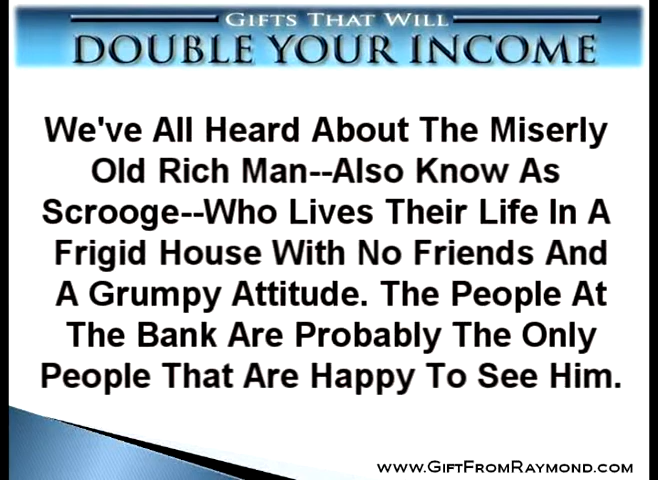 Gifts That Will
Double Your Income
We've All Heard About The Miserly
Old Rich Man--Also Know As
Scrooge--Who Lives Their Life In A
Frigid House With No Friends And
A Grumpy Attitude. The People At
The Bank Are Probably The Only
People That Are Happy To See Him.
www.GiftFromRaymond.com